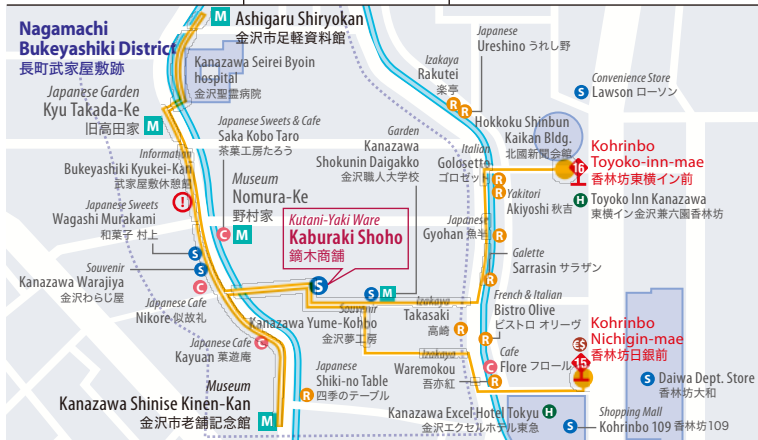 Nagamachi
Bukeyashiki District
長町武家屋敷跡
M
Ashigaru Shiryokan
金沢市足軽資料館
Kanazawa Seirei Byoin
hospital
金沢聖霊病院
Japanese Garden
Kyu Takada-Ke
旧高田家
M
Information
Bukeyashiki Kyukei-Kan
武家屋敷休憩館
!
Japanese Sweets
Wagashi Murakami
和菓子 村上
S
Souvenir
Kanazawa Warajiya
金沢わらじ屋
S
Japanese Cafe
Nikore 似故礼
C
Japanese Cafe
Kayuan 菓遊庵
C
Museum
Kanazawa Shinise Kinen-Kan
金沢市老舗記念館
M
Japanese Sweets & Cafe
Saka Kobo Taro
茶菓工房たろう
C
Museum
Nomura-Ke
野村家
M
Kutani-Yaki Ware
Kaburaki Shoho
鏑木商舗
S
Garden
Kanazawa
Shokunin Daigakko
金沢職人大学校
M
Souvenir
Kanazawa Yume-Kohbo
金沢夢工房
S
Japanese
Shiki-no Table
四季のテーブル
R
Izakaya
Rakutei
楽亭
R
Japanese
Ureshino うれし野
R
Hokkoku Shinbun
Kaikan Bldg.
北國新聞会館
Italian
Golosetto
ゴロゼット
R
Yakitori
Akiyoshi 秋吉
R
Japanese
Gyohan 魚半
R
Galette
Sarrasin サラザン
R
Izakaya
Takasaki
高崎
R
French & Italian
Bistro Olive
ビストロ オリーヴ
R
Izakaya
Waremokou
吾亦紅
R
Cafe
Flore フロール
C
Kanazawa Excel Hotel Tokyu
金沢エクセルホテル東急
H
Convenience Store
Lawson ローソン
S
16
Kohrinbo
Toyoko-inn-mae
香林坊東横イン前
H
Toyoko Inn Kanazawa
東横イン金沢兼六園香林坊
Kohrinbo
Nichigin-mae
香林坊日銀前
ES
15
S
Daiwa Dept. Store
香林坊大和
S
Shopping Mall
Kohrinbo 109 香林坊109